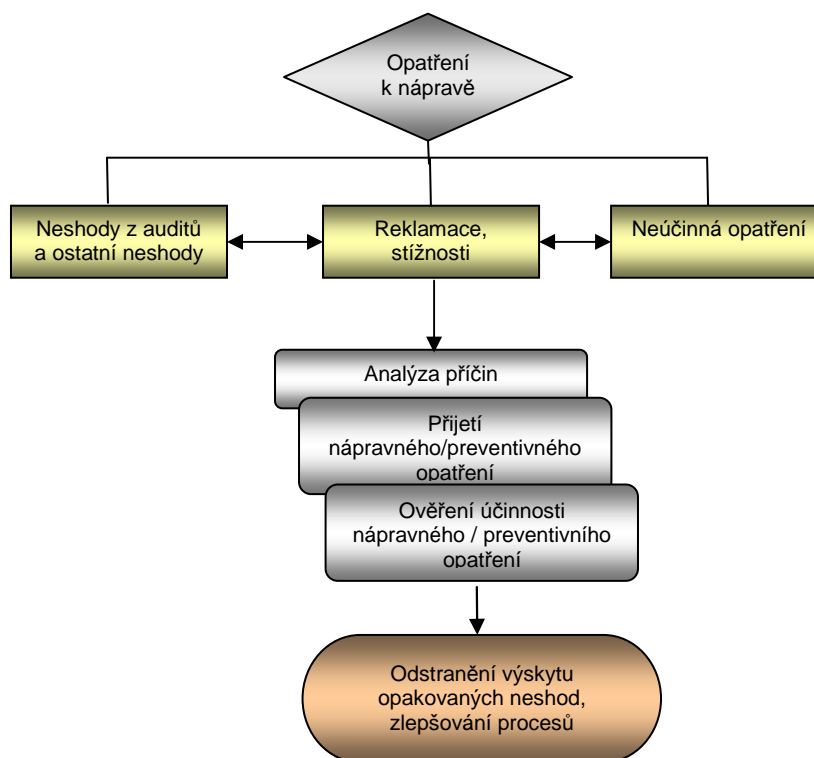 Opatření
k nápravě
Neshody z auditů
a ostatní neshody
Reklamace,
stížnosti
Neúčinná opatření
Analýza příčin
Přijetí
nápravného/preventivného
opatření
Ověření účinnosti
nápravného / preventivního
opatření
Odstranění výskytu
opakovaných neshod,
zlepšování procesů